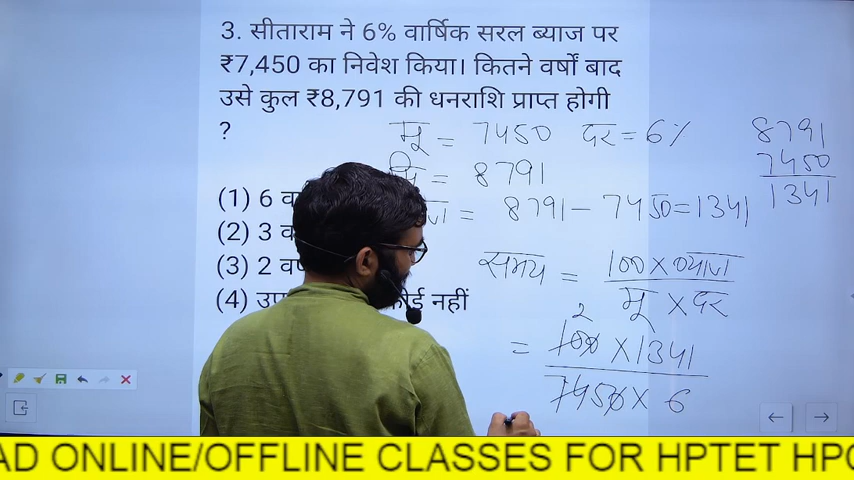 3. सीताराम ने 6% वार्षिक सरल ब्याज पर
₹7,450 का निवेश किया। कितने वर्षों बाद
उसे कुल ₹8,791 की धनराशि प्राप्त होगी
?
मू = 7450 दर = 6%
= 8791
= 8791 - 7450 = 1341
8791
7450
1341
(1) 6
(2) 3
(3) 2
(4) नहीं
समय = 100 × ब्याज
मू × दर
2
= 100 × 1341
7450 × 6
AD ONLINE/OFFLINE CLASSES FOR HPTET